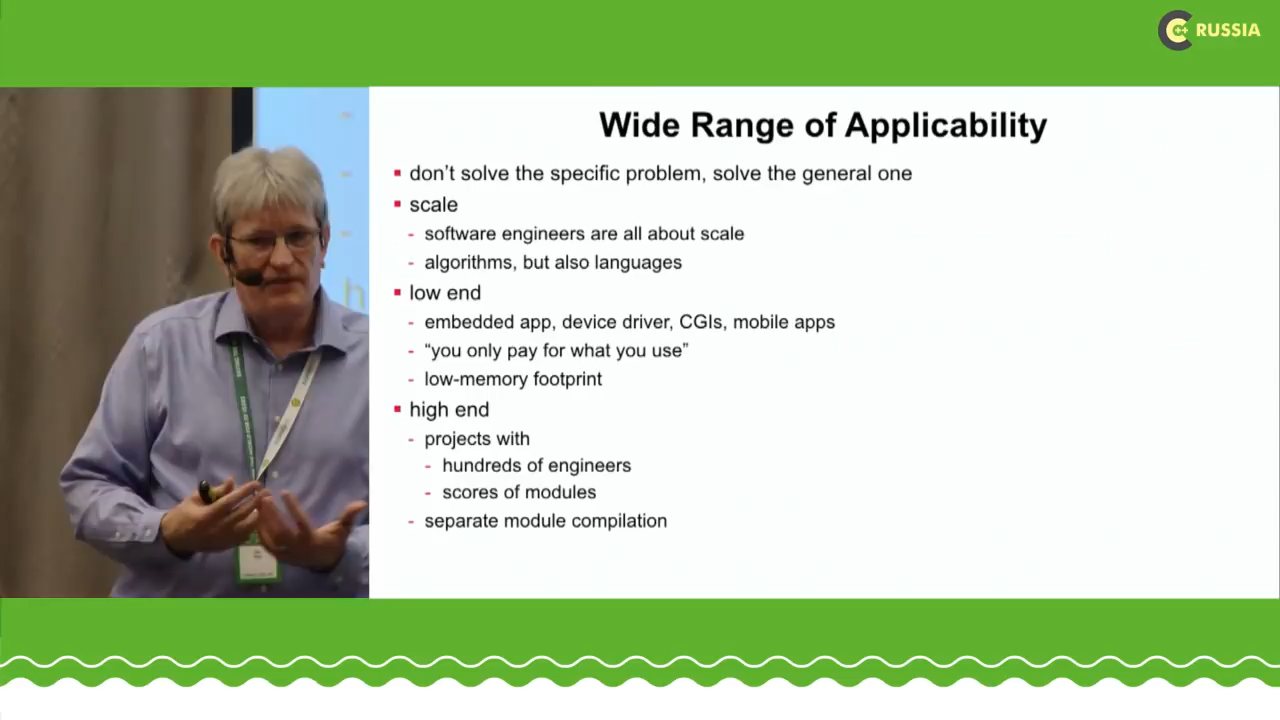 C++ RUSSIA
Wide Range of Applicability
▪ don’t solve the specific problem, solve the general one
▪ scale
- software engineers are all about scale
- algorithms, but also languages
▪ low end
- embedded app, device driver, CGIs, mobile apps
- “you only pay for what you use”
- low-memory footprint
▪ high end
- projects with
- hundreds of engineers
- scores of modules
- separate module compilation